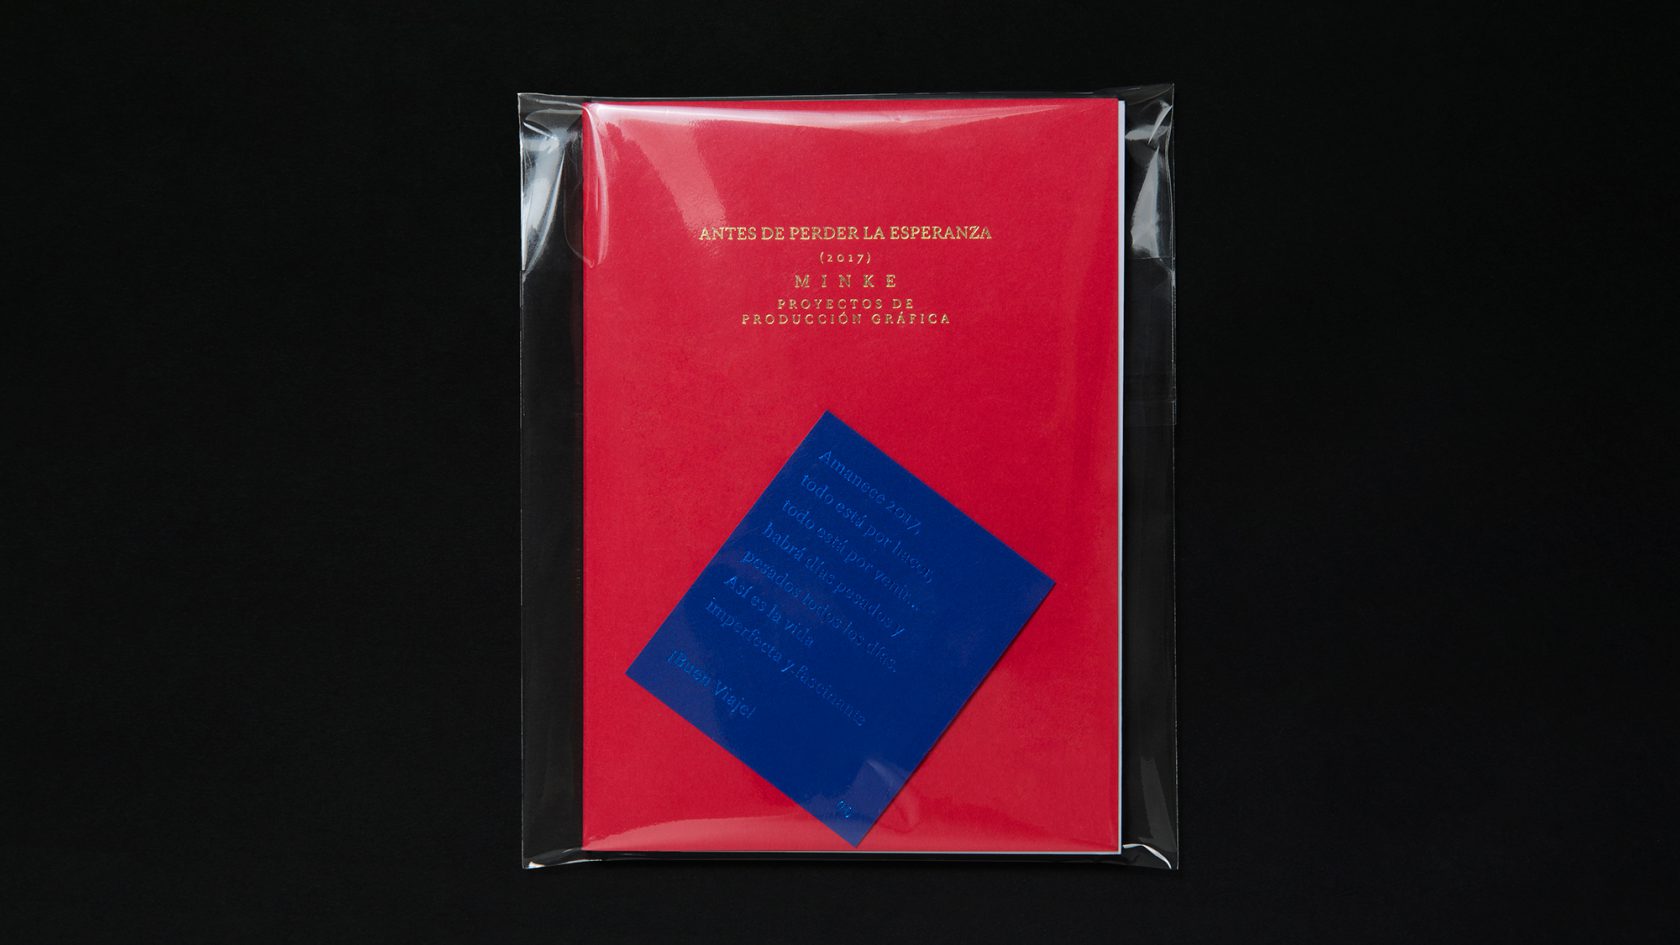 ANTES DE PERDER LA ESPERANZA
(2017)
MINKE
PROYECTOS DE
PRODUCCIÓN GRÁFICA
Amanece 2017,
todo está por hacer,
todo está por venir...
habrá días pesados y
pesados todos los días.
Así es la vida
imperfecta y fascinante
¡Buen Viaje!